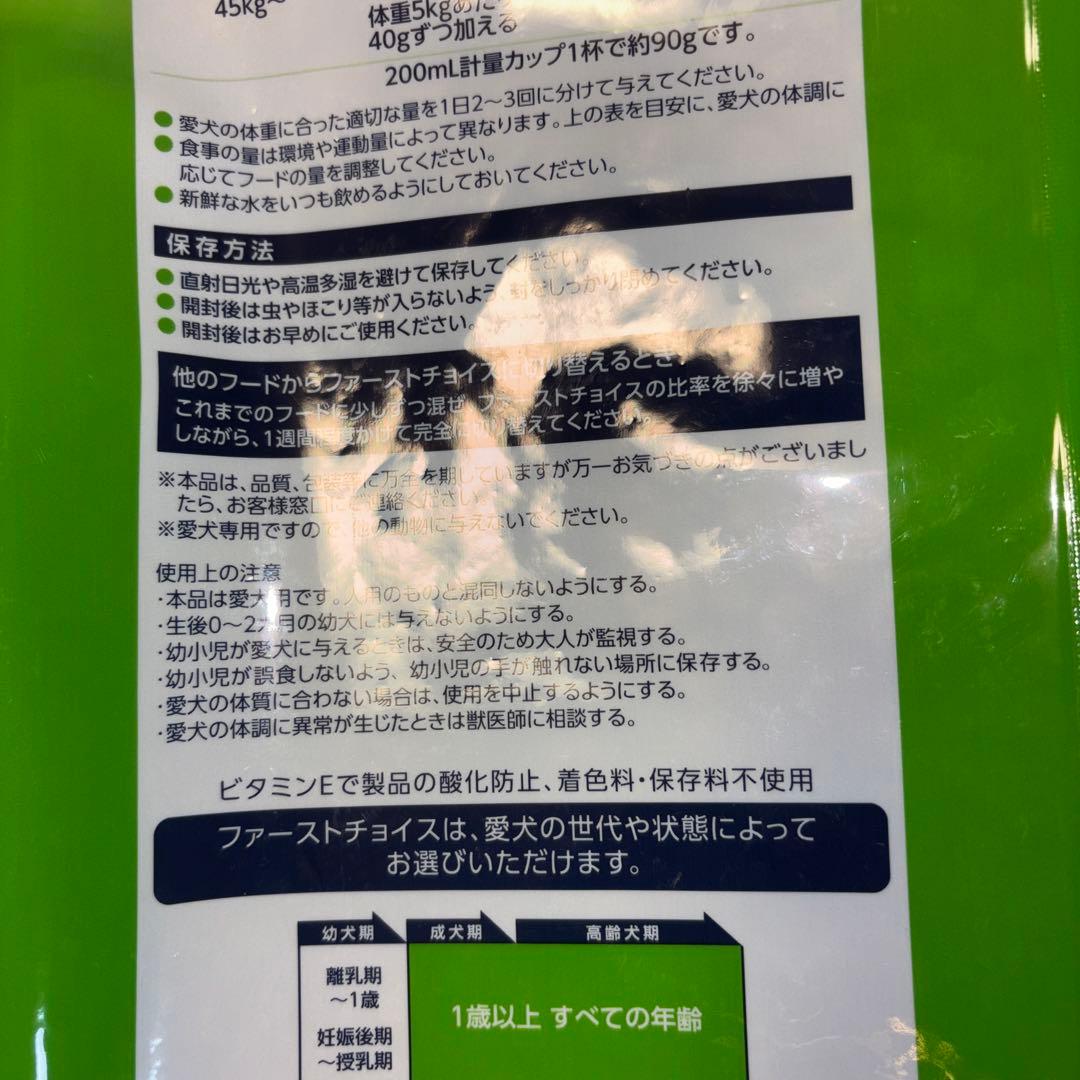 45kg〜
体重5kgあたり
40gずつ加える
200mL計量カップ1杯で約90gです。
●愛犬の体重に合った適切な量を1日2〜3回に分けて与えてください。
●食事の量は環境や運動量によって異なります。上の表を目安に、愛犬の体調に
応じてフードの量を調整してください。
●新鮮な水をいつも飲めるようにしておいてください。
保存方法
●直射日光や高温多湿を避けて保存してください。
●開封後は虫やほこり等が入らないよう、封をしっかり閉めてください。
●開封後はお早めにご使用ください。
他のフードからファーストチョイスに切り替えるとき
これまでのフードに少しずつ混ぜ、ファーストチョイスの比率を徐々に増や
しながら、1週間程度かけて完全に切り替えてください。
※本品は、品質、包装等に万全を期していますが万一お気づきの点がございまし
たら、お客様窓口にご連絡ください。
※愛犬専用ですので、他の動物に与えないでください。
使用上の注意
・本品は愛犬用です。人用のものと混同しないようにする。
・生後0〜2ヵ月の幼犬には与えないようにする。
・幼小児が愛犬に与えるときは、安全のため大人が監視する。
・幼小児が誤食しないよう、幼小児の手が触れない場所に保存する。
・愛犬の体質に合わない場合は、使用を中止するようにする。
・愛犬の体調に異常が生じたときは獣医師に相談する。
ビタミンEで製品の酸化防止、着色料・保存料不使用
ファーストチョイスは、愛犬の世代や状態によって
お選びいただけます。
幼犬期 成犬期 高齢犬期
離乳期
〜1歳
1歳以上 すべての年齢
妊娠後期
〜授乳期